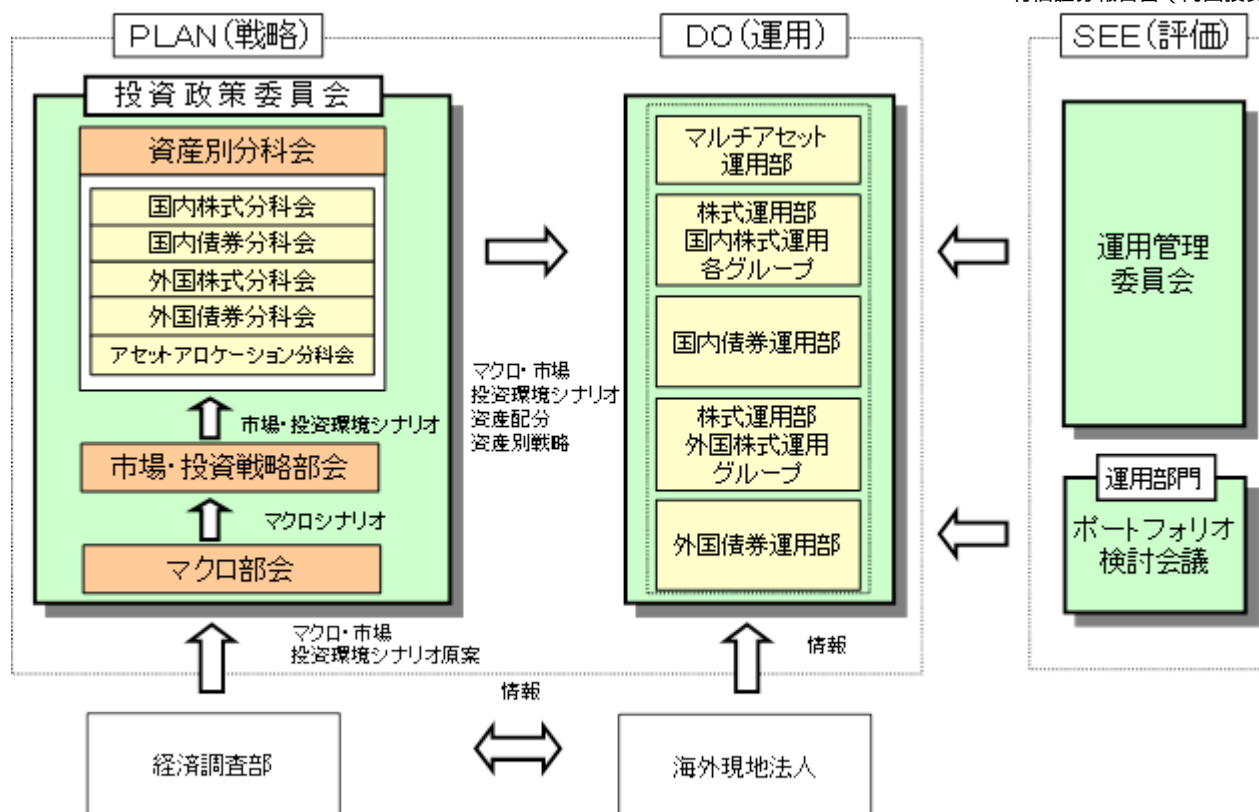 PLAN(戦略)
投資政策委員会
資産別分科会
国内株式分科会
国内債券分科会
外国株式分科会
外国債券分科会
アセットアロケーション分科会
市場・投資環境シナリオ
市場・投資戦略部会
マクロシナリオ
マクロ部会
マクロ・市場
投資環境シナリオ原案
経済調査部
マクロ・市場
投資環境シナリオ
資産配分
資産別戦略
情報
DO(運用)
マルチアセット
運用部
株式運用部
国内株式運用
各グループ
国内債券運用部
株式運用部
外国株式運用
グループ
外国債券運用部
情報
海外現地法人
SEE(評価)
運用管理
委員会
運用部門
ポートフォリオ
検討会議